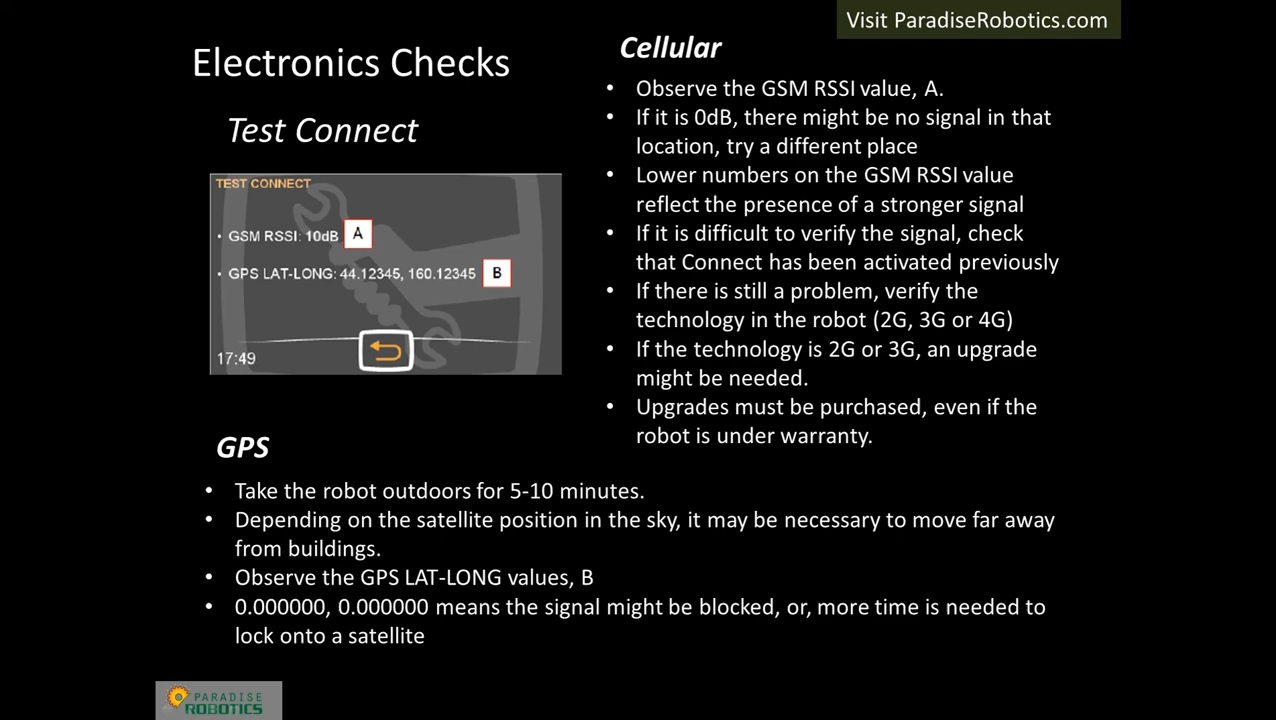 Visit ParadiseRobotics.com
Electronics Checks
Test Connect
TEST CONNECT
• GSM RSSI: 10dB A
• GPS LAT-LONG: 44.12345, 160.12345 B
17:49
Cellular
• Observe the GSM RSSI value, A.
• If it is 0dB, there might be no signal in that
location, try a different place
• Lower numbers on the GSM RSSI value
reflect the presence of a stronger signal
• If it is difficult to verify the signal, check
that Connect has been activated previously
• If there is still a problem, verify the
technology in the robot (2G, 3G or 4G)
• If the technology is 2G or 3G, an upgrade
might be needed.
• Upgrades must be purchased, even if the
robot is under warranty.
GPS
• Take the robot outdoors for 5-10 minutes.
• Depending on the satellite position in the sky, it may be necessary to move far away
from buildings.
• Observe the GPS LAT-LONG values, B
• 0.000000, 0.000000 means the signal might be blocked, or, more time is needed to
lock onto a satellite
PARADISE
ROBOTICS